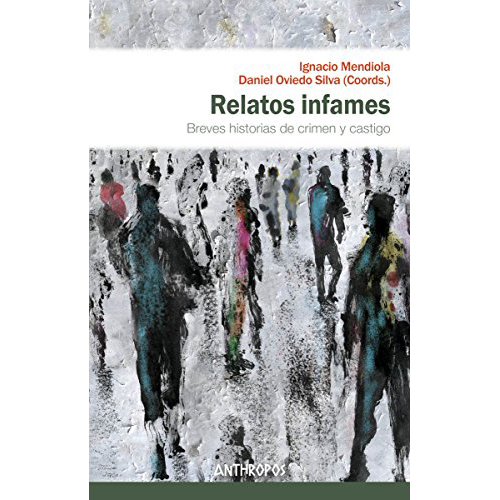 Ignacio Mendiola
Daniel Oviedo Silva (Coords.)
Relatos infames
Breves historias de crimen y castigo
ANTHROPOS